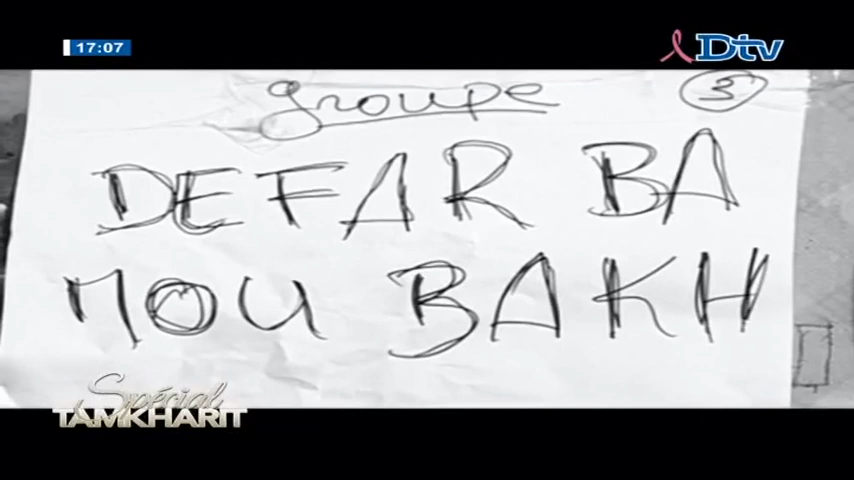 17:07
Dtv
groupe
3
DEFAR BA
MOU BAKH
Spécial
TAMKHARIT